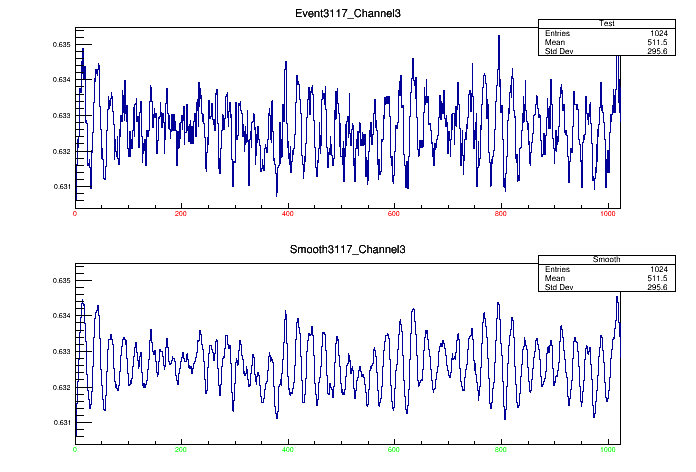 Event3117_Channel3
Test
Entries 1024
Mean 511.5
Std Dev 295.6
0.635
0.634
0.633
0.632
0.631
0 200 400 600 800 1000
Smooth3117_Channel3
Smooth
Entries 1024
Mean 511.5
Std Dev 295.6
0.635
0.634
0.633
0.632
0.631
0 200 400 600 800 1000